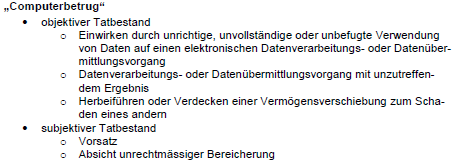 „Computerbetrug“
• objektiver Tatbestand
o Einwirken durch unrichtige, unvollständige oder unbefugte Verwendung
von Daten auf einen elektronischen Datenverarbeitungs- oder Datenüber-
mittlungsvorgang
o Datenverarbeitungs- oder Datenübermittlungsvorgang mit unzutreffen-
dem Ergebnis
o Herbeiführen oder Verdecken einer Vermögensverschiebung zum Scha-
den eines andern
• subjektiver Tatbestand
o Vorsatz
o Absicht unrechtmässiger Bereicherung